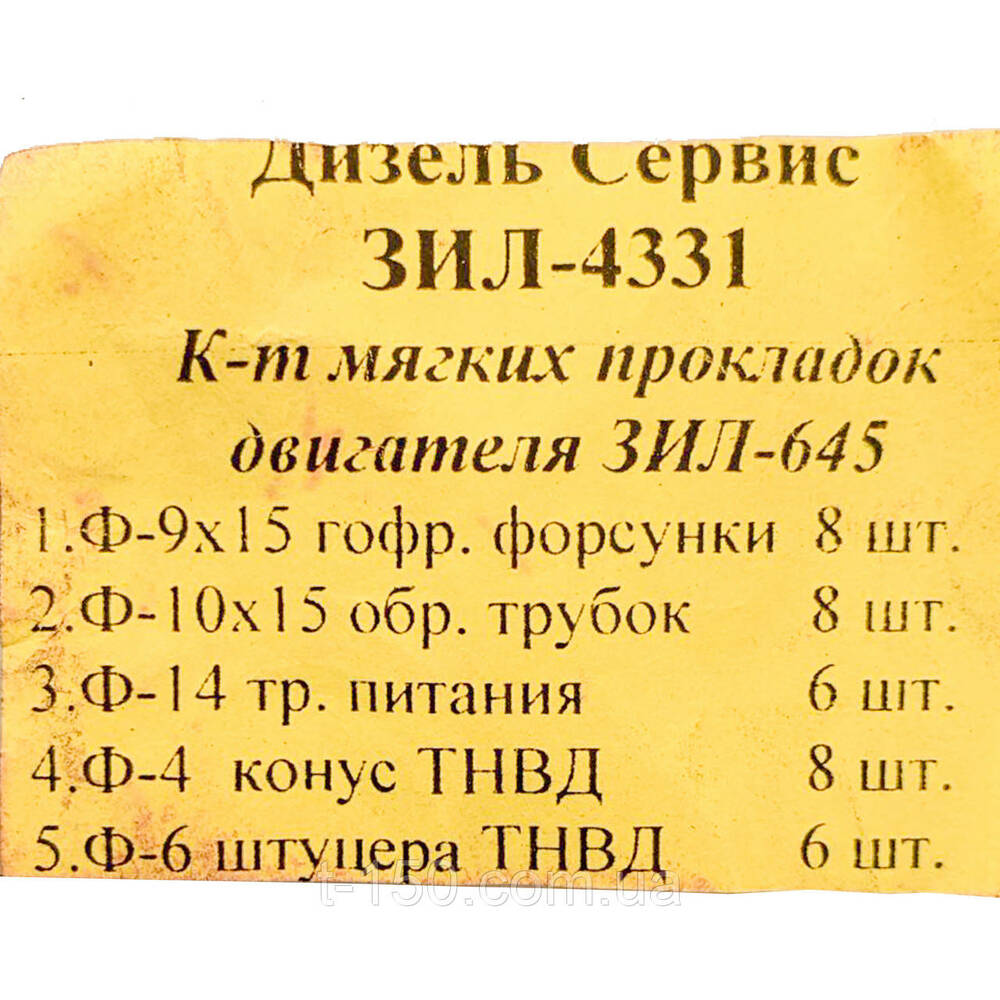 Дизель Сервис
ЗИЛ-4331
К-т мягких прокладок
двигателя ЗИЛ-645
1.Ф-9х15 гофр. форсунки 8 шт.
2.Ф-10х15 обр. трубок 8 шт.
3.Ф-14 тр. питания 6 шт.
4.Ф-4 конус ТНВД 8 шт.
5.Ф-6 штуцера ТНВД 6 шт.
t-150.com.ua